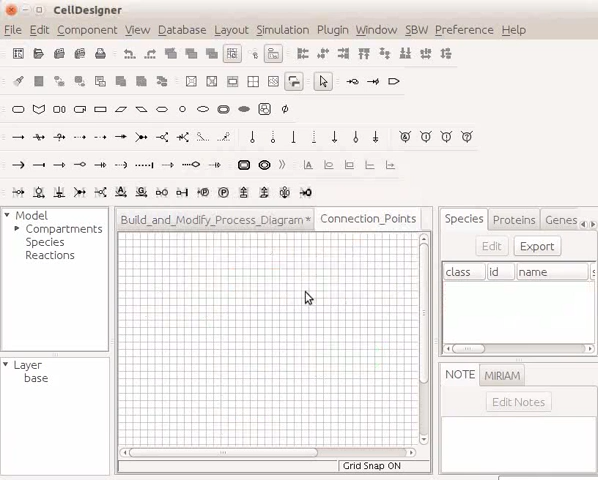 CellDesigner
File Edit Component View Database Layout Simulation Plugin Window SBW Preference Help
Model
Compartments
Species
Reactions
Layer
base
Build_and_Modify_Process_Diagram*
Connection_Points
Grid Snap ON
Species Proteins Genes
Edit Export
class id name
NOTE MIRIAM
Edit Notes